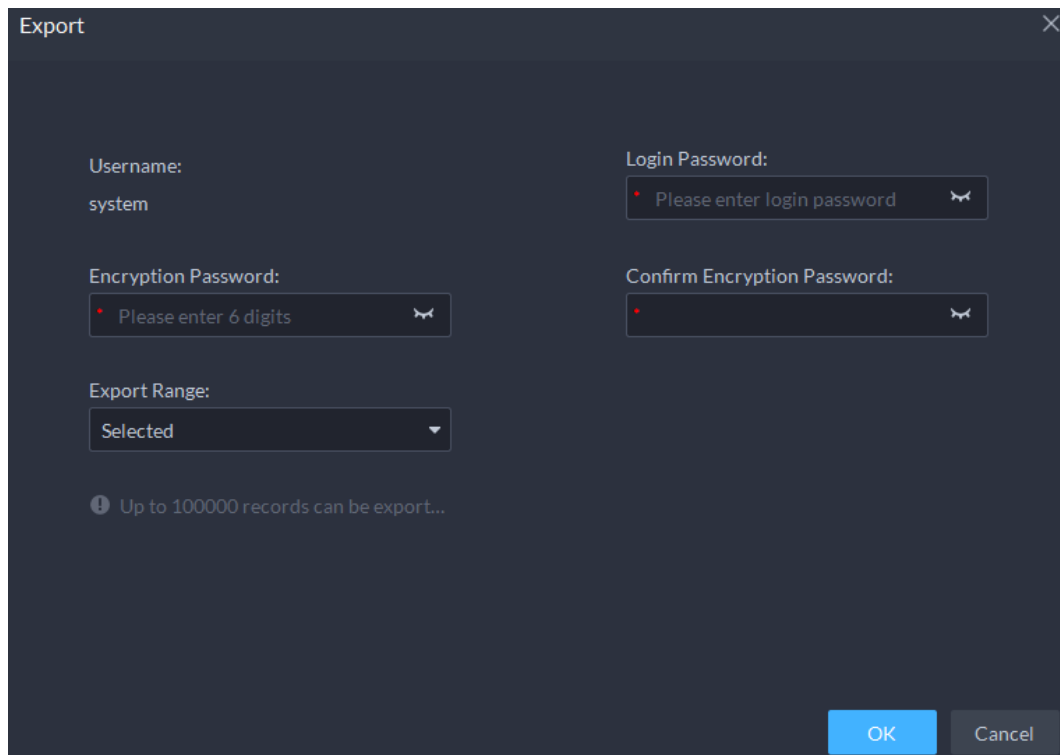 Export
Username:
system
Login Password:
* Please enter login password
Encryption Password:
* Please enter 6 digits
Confirm Encryption Password:
*
Export Range:
Selected
Up to 100000 records can be export...
OK
Cancel